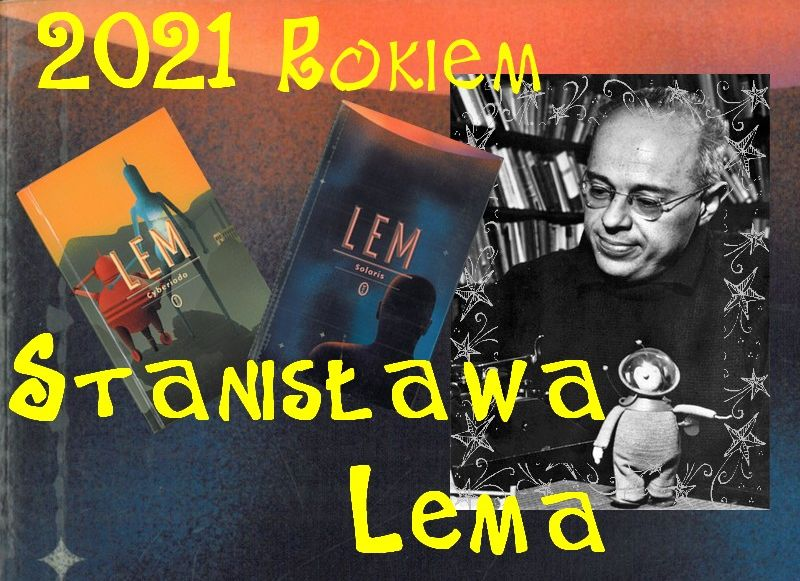 2021 Rokiem
LEM
Cyberiada
LEM
Solaris
Stanisława
Lema